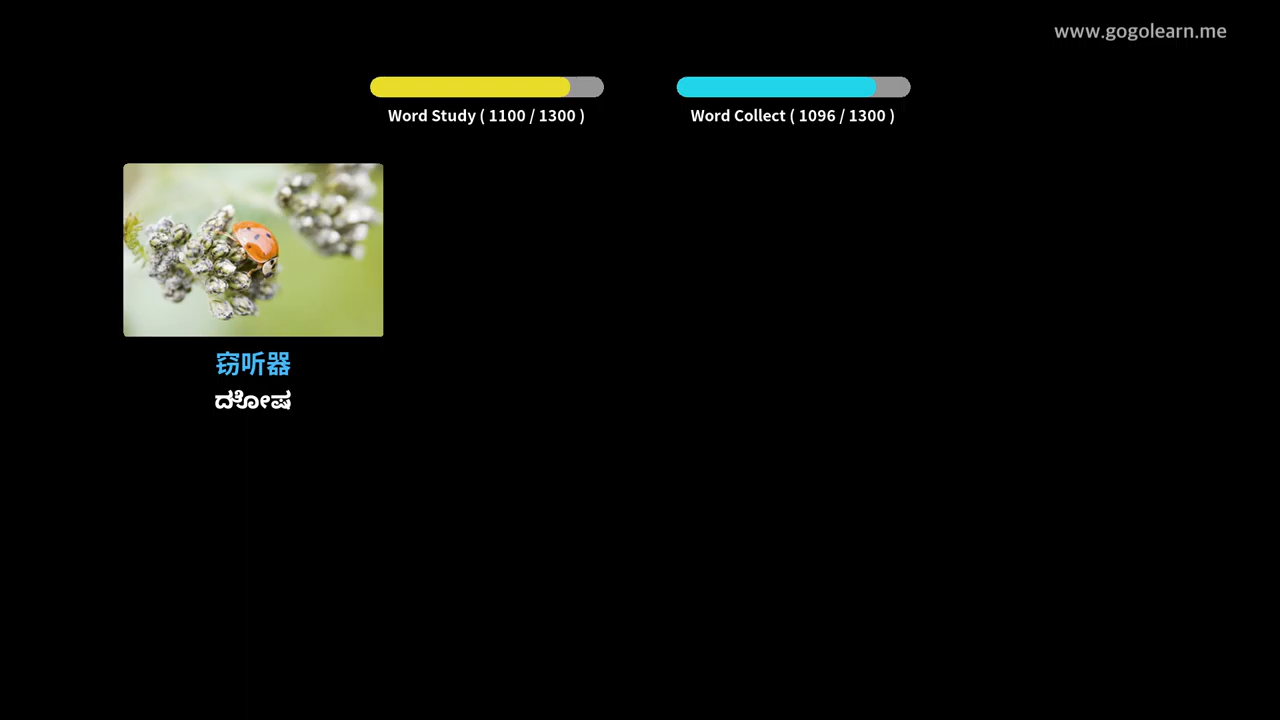 www.gogolearn.me
Word Study ( 1100 / 1300 )
Word Collect ( 1096 / 1300 )
窃听器
ದೋಷ